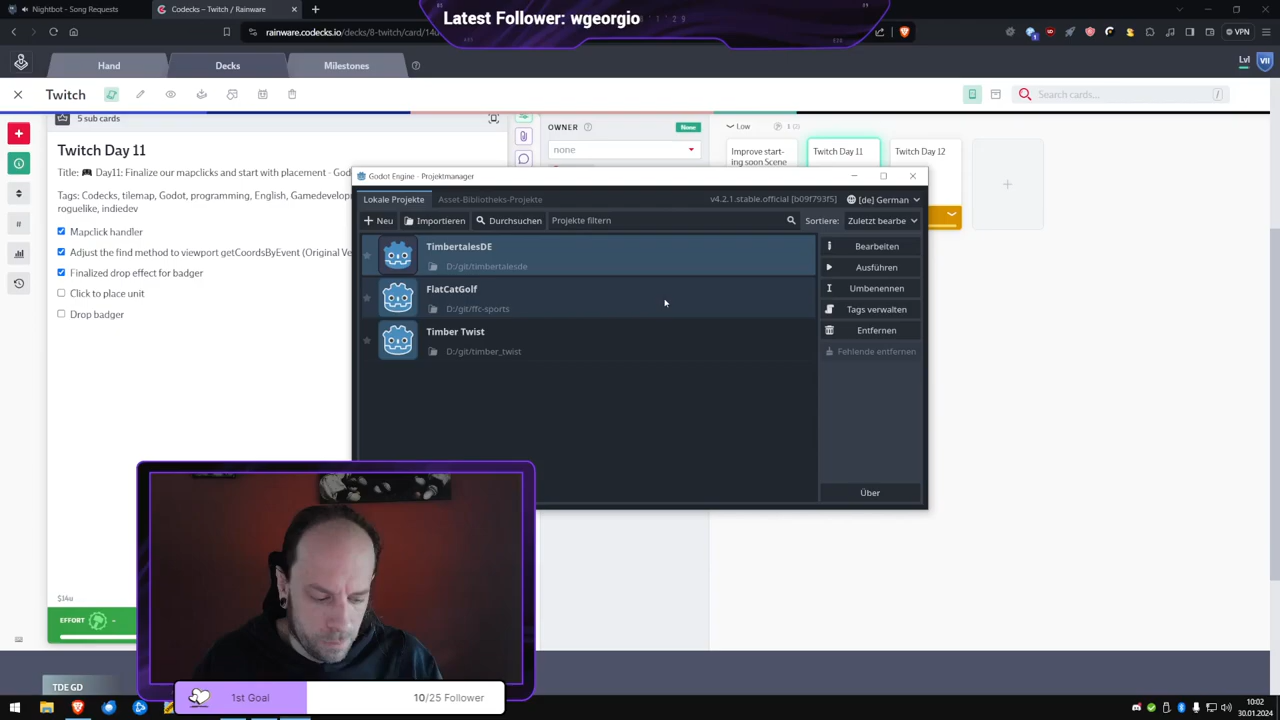 Nightbot - Song Requests
Codecks – Twitch / Rainware
Latest Follower: wgeorgio
rainware.codecks.io/decks/8-twitch/card/14u
VPN
Hand
Decks
Milestones
Lvl
VII
Twitch
Search cards...
/
5 sub cards
Twitch Day 11
Title: 🎮 Day11: Finalize our mapclicks and start with placement - God
Tags: Codecks, tilemap, Godot, programming, English, Gamedevelop
roguelike, indiedev
Mapclick handler
Adjust the find method to viewport getCoordsByEvent (Original Ve
Finalized drop effect for badger
Click to place unit
Drop badger
$14u
EFFORT
-
OWNER
None
none
Low
Improve start-
ing soon Scene
Twitch Day 11
Twitch Day 12
Godot Engine - Projektmanager
Lokale Projekte
Asset-Bibliotheks-Projekte
v4.2.1.stable.official [b09f793f5]
[de] German
Neu
Importieren
Durchsuchen
Projekte filtern
Sortiere:
Zuletzt bearbe
TimbertalesDE
D:/git/timbertalesde
FlatCatGolf
D:/git/ffc-sports
Timber Twist
D:/git/timber_twist
Bearbeiten
Ausführen
Umbenennen
Tags verwalten
Entfernen
Fehlende entfernen
Über
TDE GD
1st Goal
10/25 Follower
10:02
30.01.2024